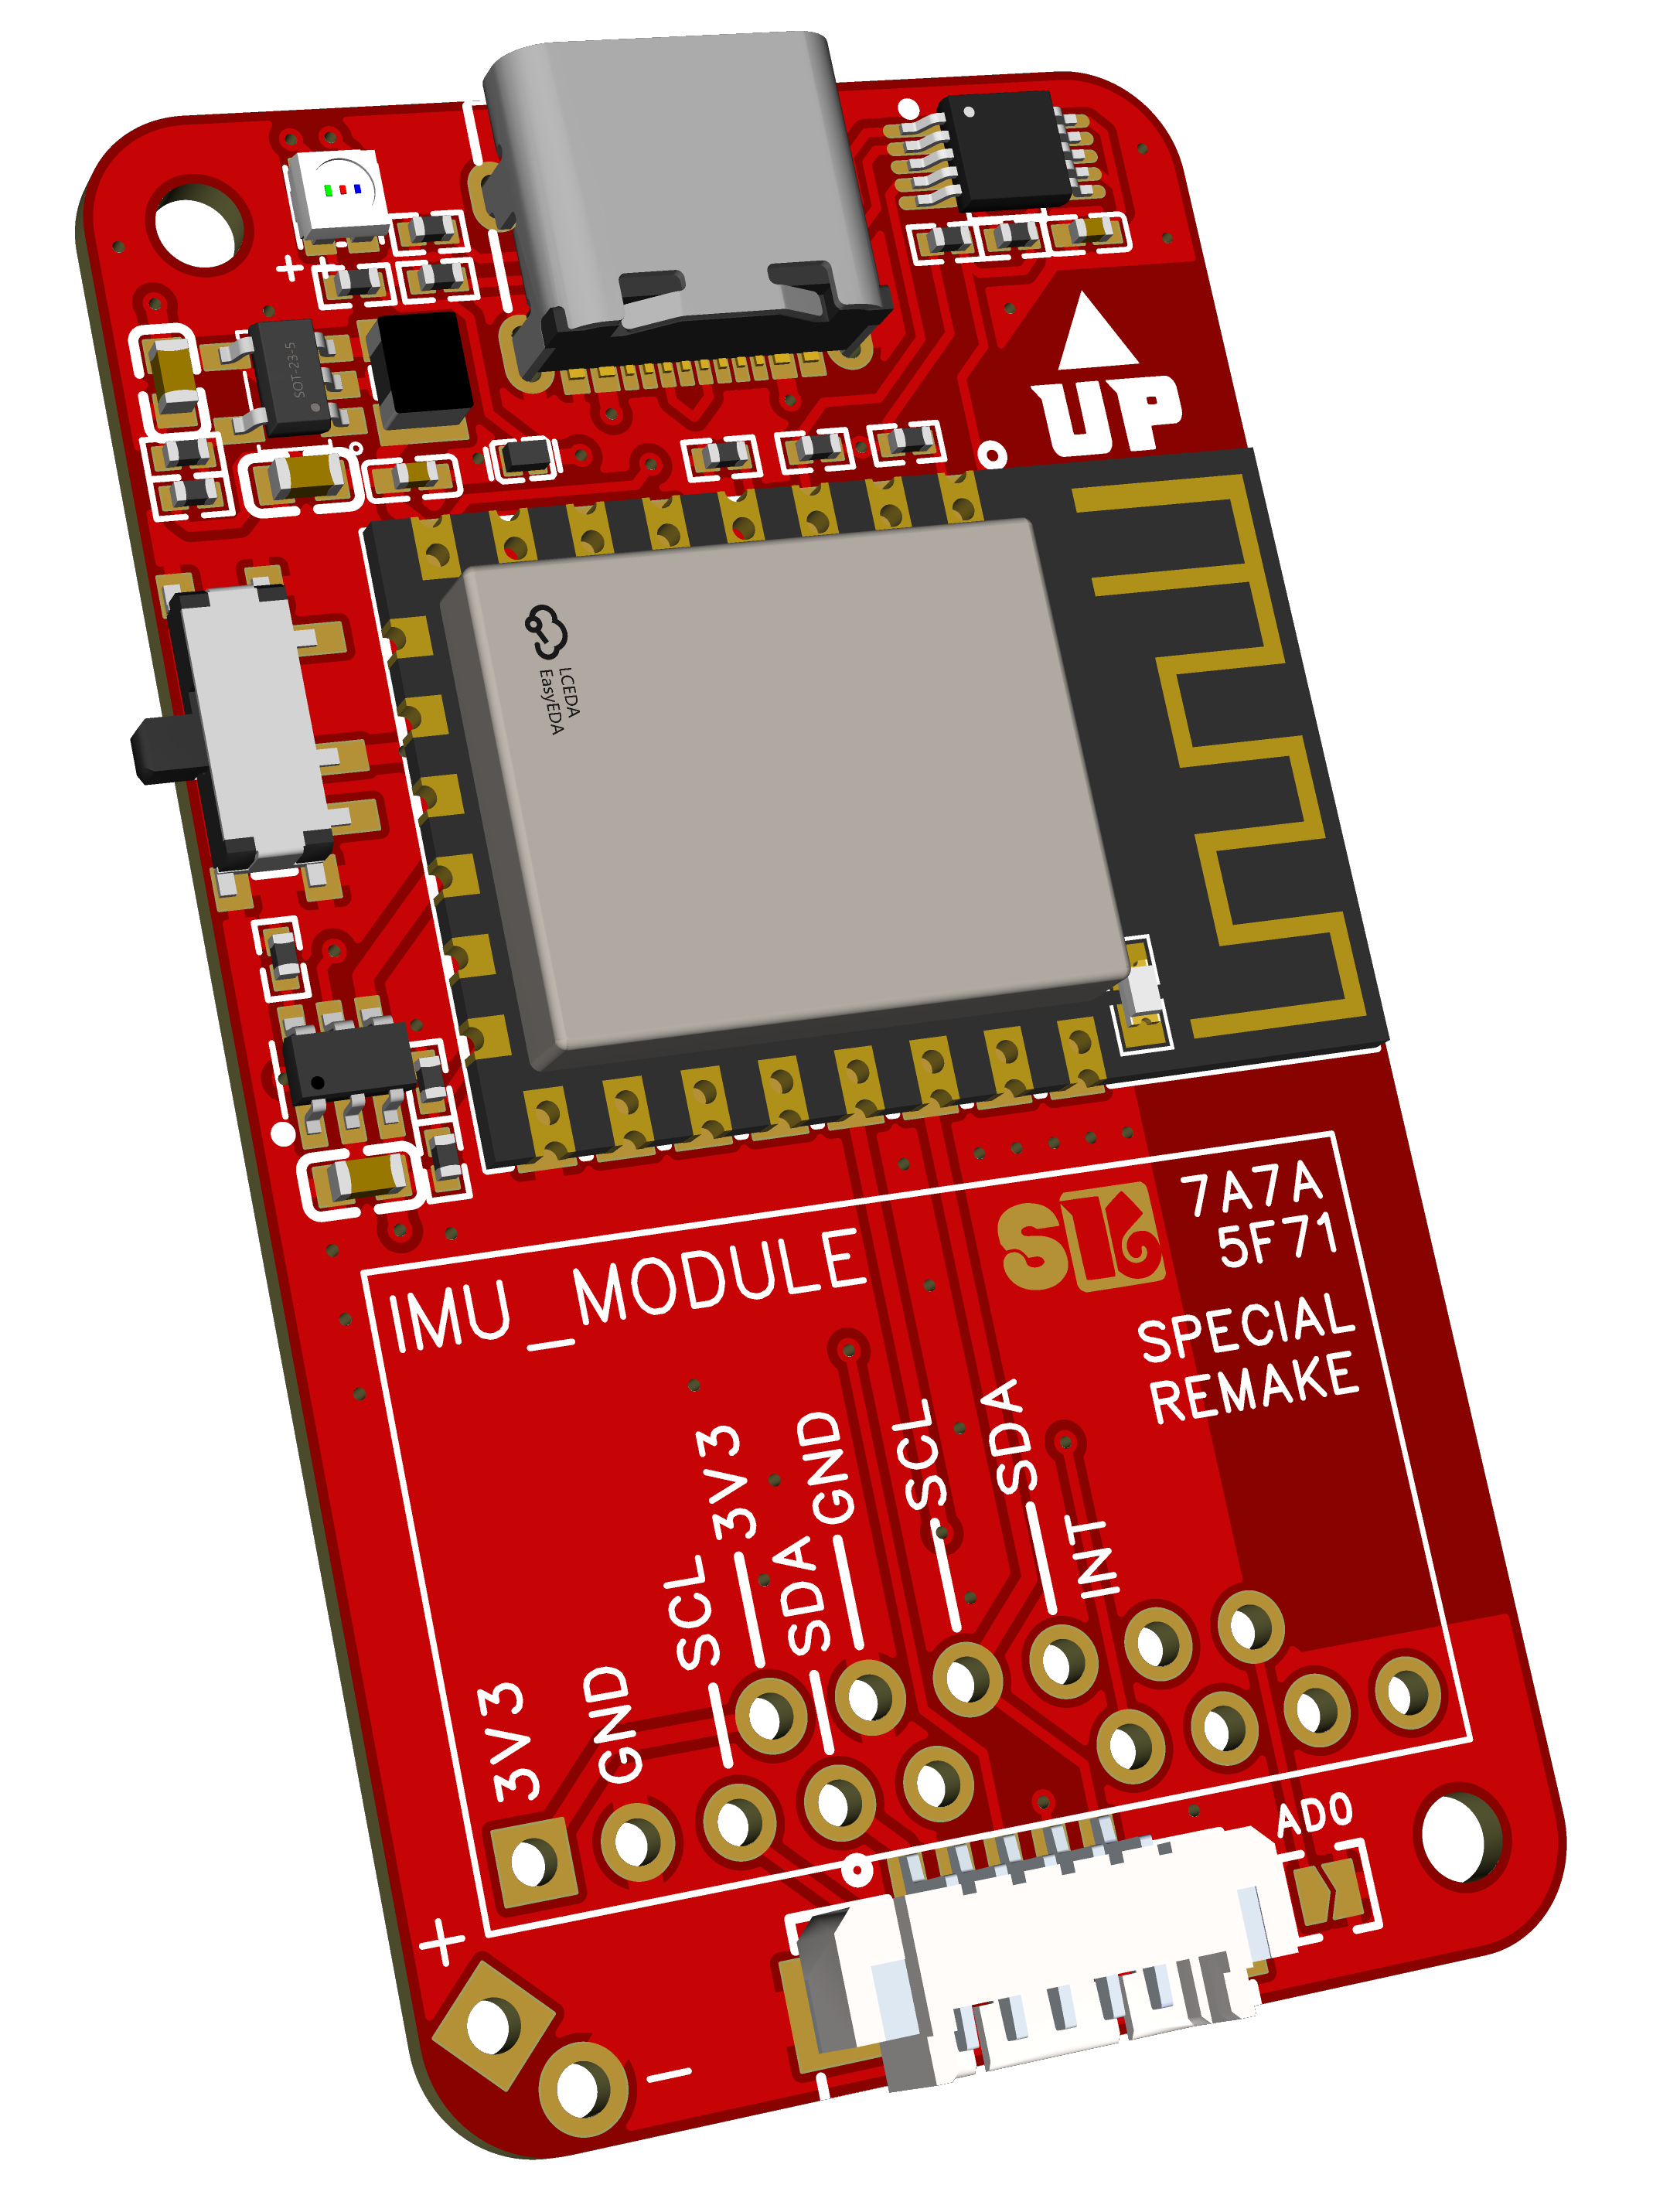 UP
SOT-23-5
LCEDA
EasyEDA
SK
7A7A
5F71
IMU_MODULE
SPECIAL
REMAKE
3V3
GND
SCL
3V3
SDA
GND
SCL
SDA
INT
AD0
+
-